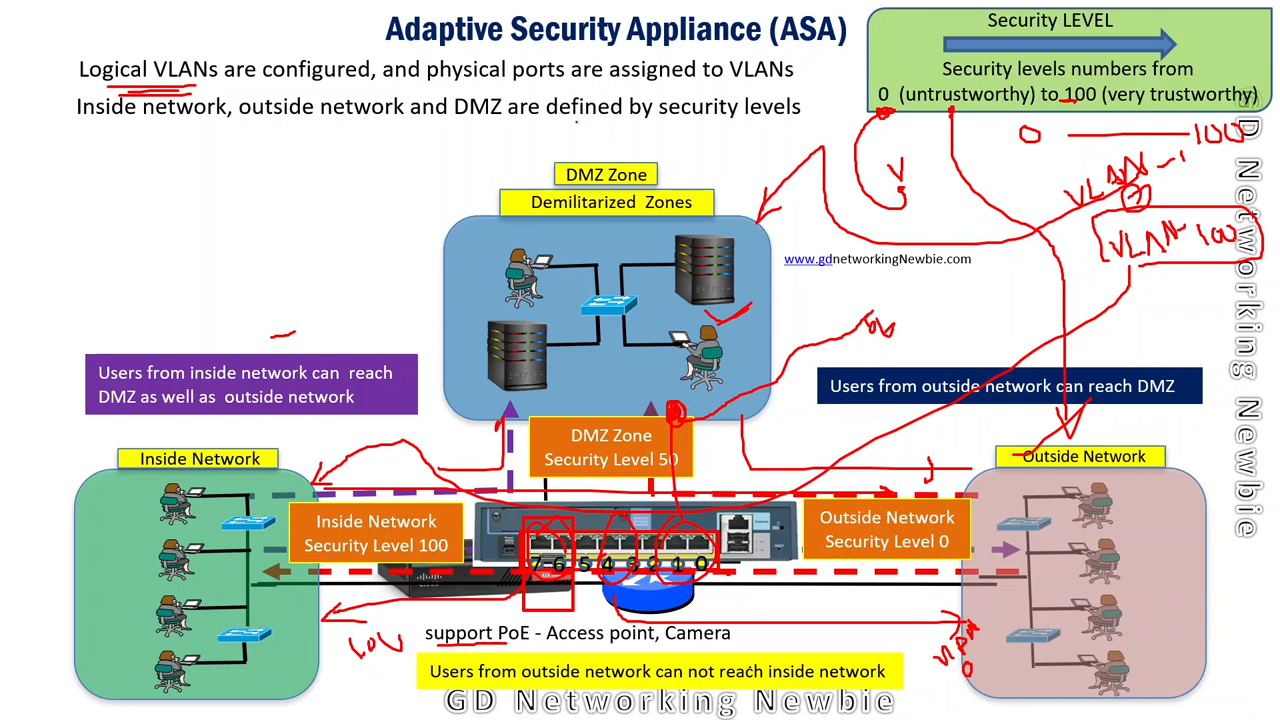 Adaptive Security Appliance (ASA)
Security LEVEL
Logical VLANs are configured, and physical ports are assigned to VLANs
Security levels numbers from
0 (untrustworthy) to 100 (very trustworthy)
Inside network, outside network and DMZ are defined by security levels
0 100
VLAN-1
VLAN-100
DMZ Zone
Demilitarized Zones
www.gdnetworkingNewbie.com
GD Networking Newbie
Users from inside network can reach
DMZ as well as outside network
Users from outside network can reach DMZ
DMZ Zone
Security Level 50
Inside Network
Outside Network
Inside Network
Security Level 100
Outside Network
Security Level 0
7 6 5 4 3 2 1 0
support PoE - Access point, Camera
Users from outside network can not reach inside network
GD Networking Newbie